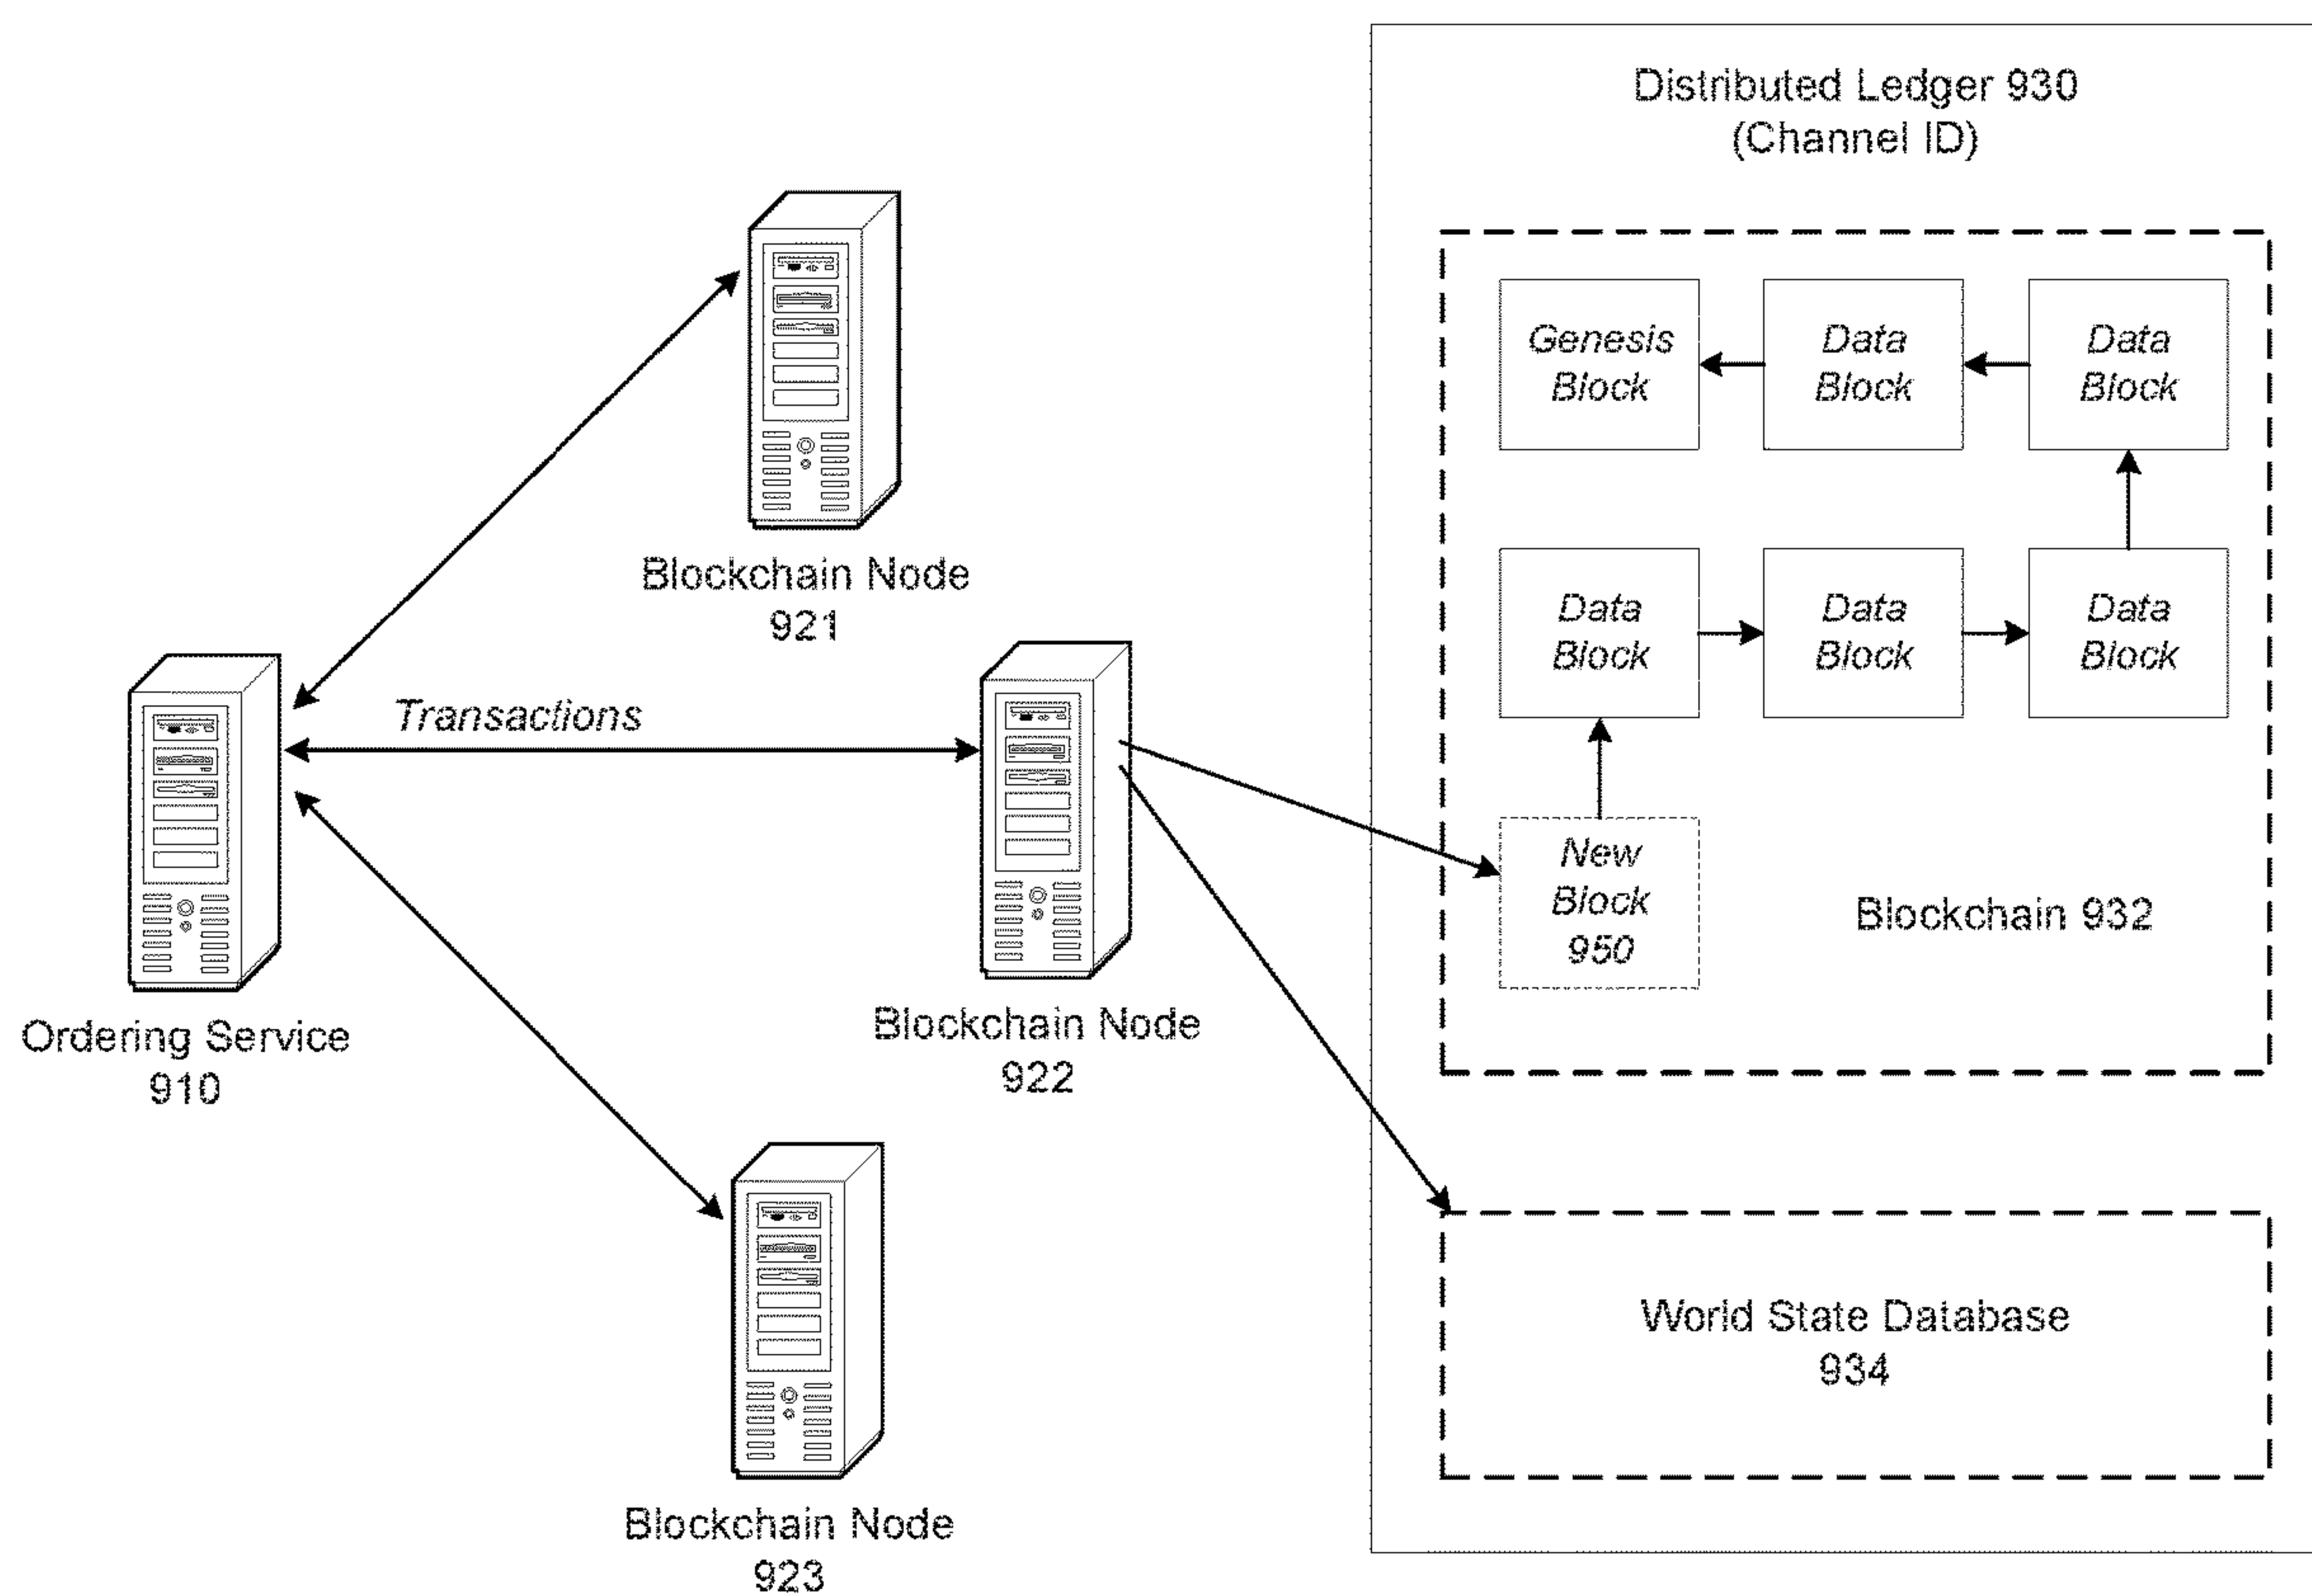 Distributed Ledger 930
(Channel ID)
Genesis
Block
Data
Block
Data
Block
Blockchain Node
921
Data
Block
Data
Block
Data
Block
Transactions
New
Block
950
Blockchain 932
Ordering Service
910
Blockchain Node
922
World State Database
934
Blockchain Node
923